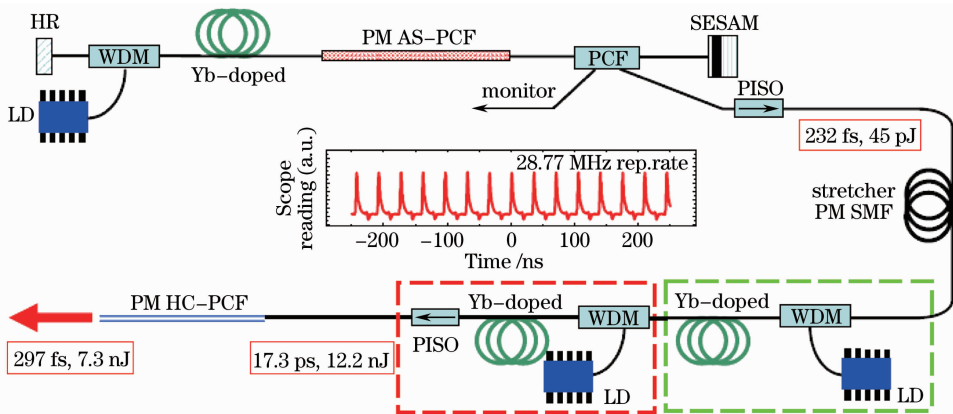 HR
WDM
LD
Yb-doped
PM AS-PCF
PCF
SESAM
monitor
PISO
232 fs, 45 pJ
stretcher
PM SMF
28.77 MHz rep.rate
Scope
reading (a.u.)
-200
-100
0
100
200
Time /ns
Yb-doped
WDM
LD
Yb-doped
WDM
LD
PISO
17.3 ps, 12.2 nJ
PM HC-PCF
297 fs, 7.3 nJ